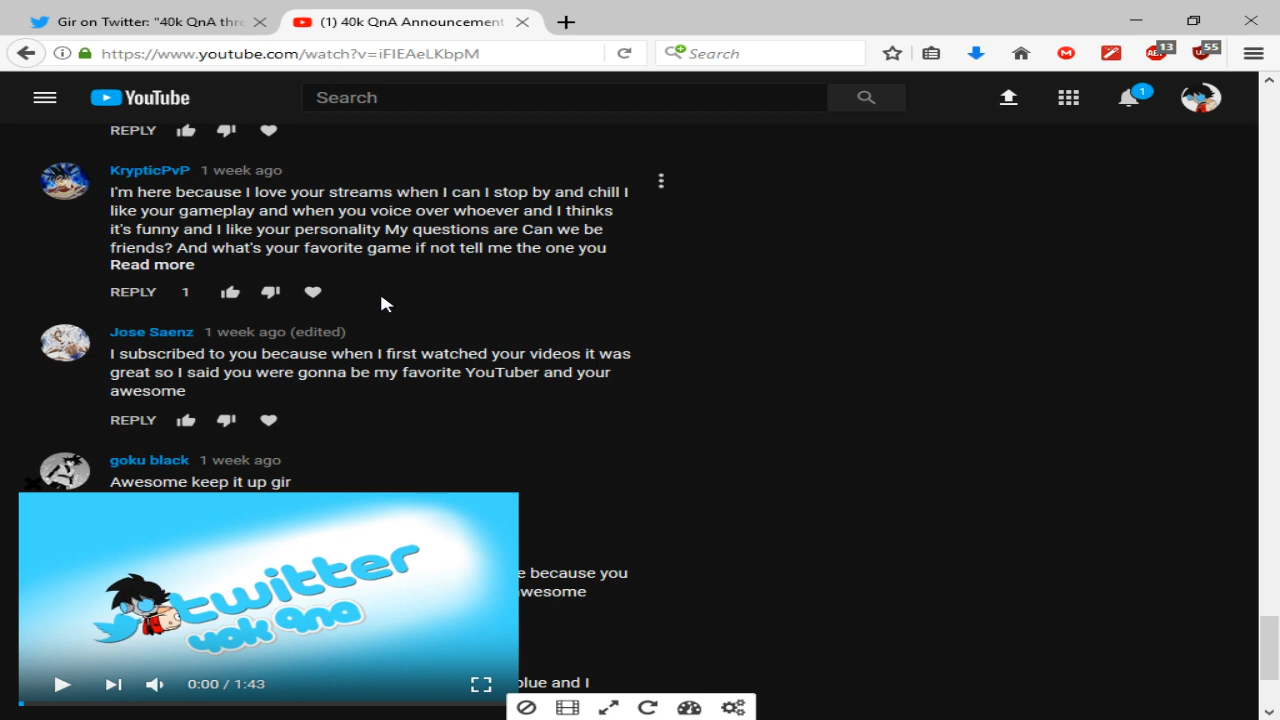 Gir on Twitter: "40k QnA thre
(1) 40k QnA Announcement
https://www.youtube.com/watch?v=iFIEAeLKbpM
Search
13
55
YouTube
Search
1
REPLY
KrypticPvP 1 week ago
I'm here because I love your streams when I can I stop by and chill I
like your gameplay and when you voice over whoever and I thinks
it's funny and I like your personality My questions are Can we be
friends? And what's your favorite game if not tell me the one you
Read more
REPLY 1
Jose Saenz 1 week ago (edited)
I subscribed to you because when I first watched your videos it was
great so I said you were gonna be my favorite YouTuber and your
awesome
REPLY
goku black 1 week ago
Awesome keep it up gir
e because you
awesome
twitter
40k qna
blue and I
0:00 / 1:43